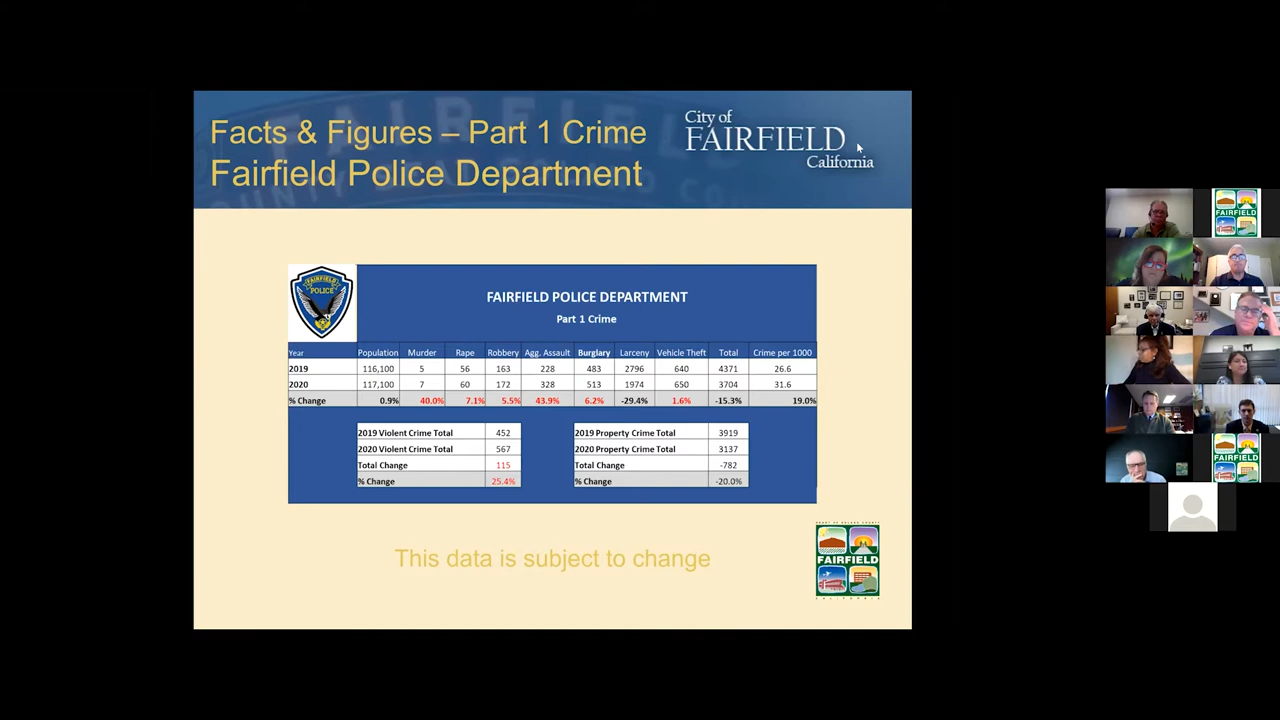 Facts & Figures – Part 1 Crime
Fairfield Police Department
City of
FAIRFIELD
California
FAIRFIELD
POLICE
FAIRFIELD POLICE DEPARTMENT
Part 1 Crime
Year Population Murder Rape Robbery Agg. Assault Burglary Larceny Vehicle Theft Total Crime per 1000
2019 116,100 5 56 163 228 483 2796 640 4371 26.6
2020 117,100 7 60 172 328 513 1974 650 3704 31.6
% Change 0.9% 40.0% 7.1% 5.5% 43.9% 6.2% -29.4% 1.6% -15.3% 19.0%
2019 Violent Crime Total 452
2020 Violent Crime Total 567
Total Change 115
% Change 25.4%
2019 Property Crime Total 3919
2020 Property Crime Total 3137
Total Change -782
% Change -20.0%
This data is subject to change
FAIRFIELD
CALIFORNIA
FAIRFIELD
FAIRFIELD